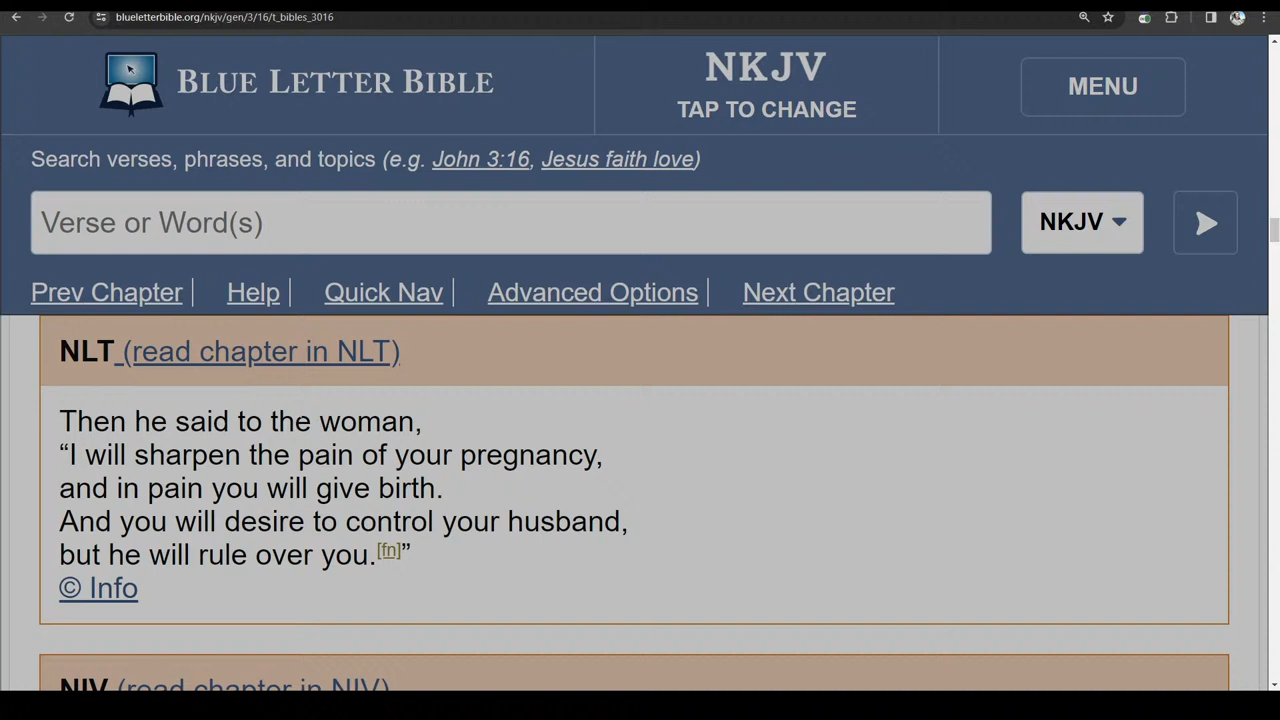 blueletterbible.org/nkjv/gen/3/16/t_bibles_3016
BLUE LETTER BIBLE
NKJV
TAP TO CHANGE
MENU
Search verses, phrases, and topics (e.g. John 3:16, Jesus faith love)
Verse or Word(s)
NKJV
Prev Chapter
Help
Quick Nav
Advanced Options
Next Chapter
NLT (read chapter in NLT)
Then he said to the woman,
“I will sharpen the pain of your pregnancy,
and in pain you will give birth.
And you will desire to control your husband,
but he will rule over you.[fn]”
© Info
NIV (read chapter in NIV)